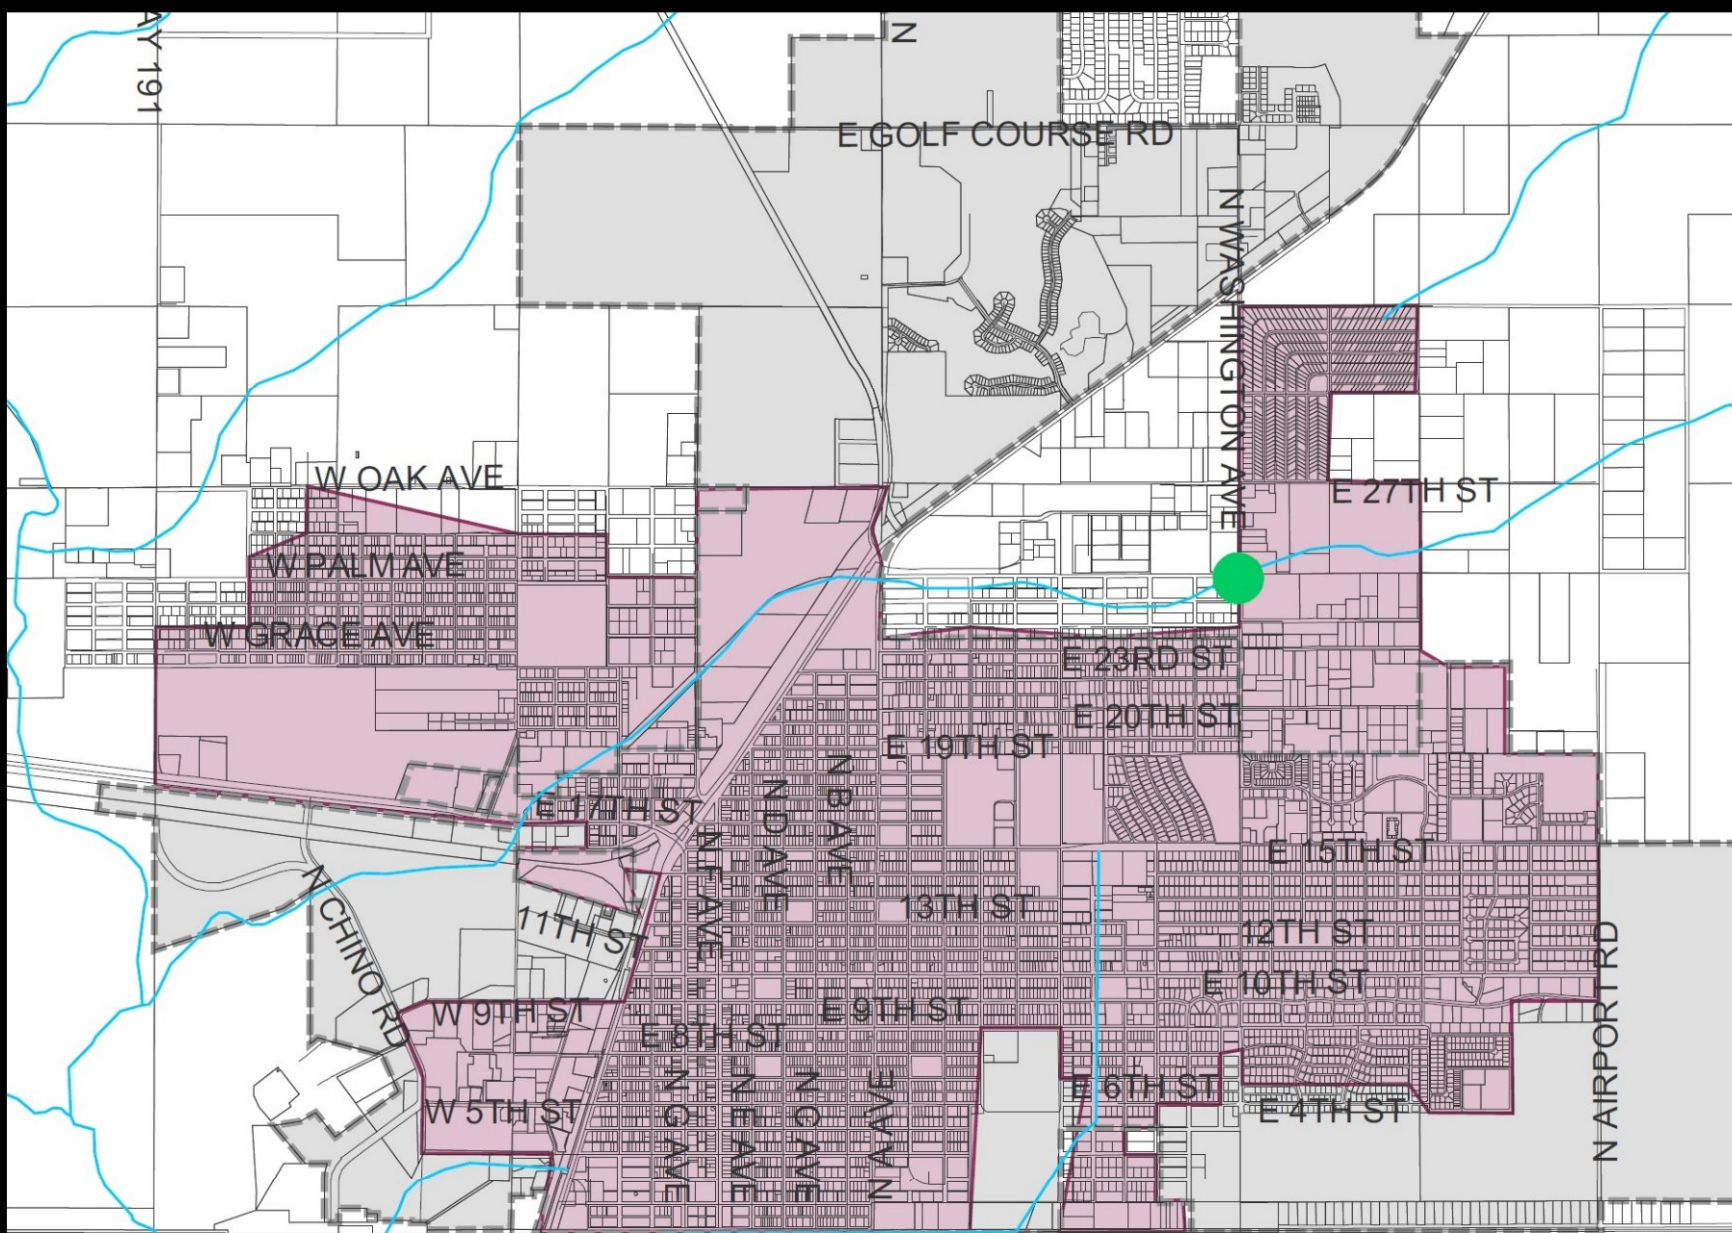 AY 191
N
E GOLF COURSE RD
N WASHINGTON AVE
W OAK AVE
E 27TH ST
W PALM AVE
W GRACE AVE
E 23RD ST
E 20TH ST
E 19TH ST
E 17TH ST
N D AVE
N B AVE
N F AVE
E 15TH ST
N CHINO RD
11TH ST
13TH ST
12TH ST
N AIRPORT RD
E 10TH ST
W 9TH ST
E 9TH ST
E 8TH ST
W 5TH ST
N G AVE
N E AVE
N C AVE
N A AVE
E 6TH ST
E 4TH ST